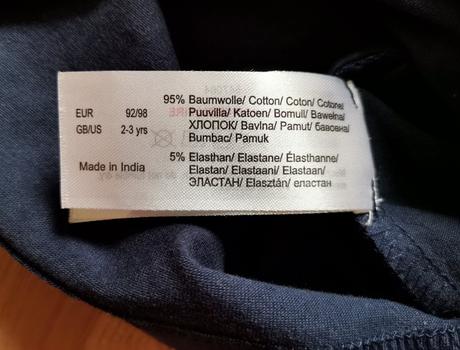 95% Baumwolle/ Cotton/ Coton/ Cotone/
Puuvilla/ Katoen/ Bomull/ Bawełna/
ХЛОПОК/ Bavlna/ Pamut/ бавовна/
Bumbac/ Pamuk
5% Elasthan/ Elastane/ Élasthanne/
Elastan/ Elastaani/ Elastaan/
ЭЛАСТАН/ Elasztán/ еластан
EUR 92/98
GB/US 2-3 yrs
Made in India